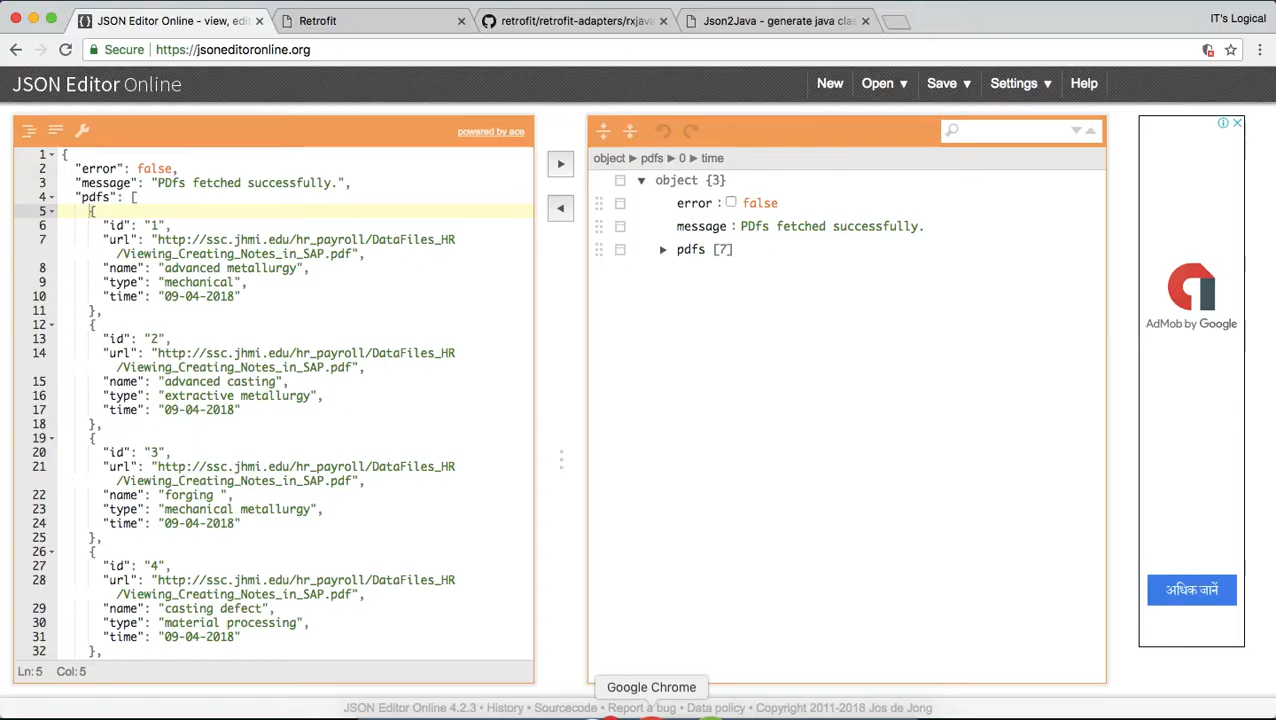 JSON Editor Online - view, edi
Retrofit
retrofit/retrofit-adapters/rxjava
Json2Java - generate java clas
IT's Logical
Secure
https://jsoneditoronline.org
JSON Editor Online
New
Open ▼
Save ▼
Settings ▼
Help
powered by ace
1 {
2 "error": false,
3 "message": "PDfs fetched successfully.",
4 "pdfs": [
5 {
6 "id": "1",
7 "url": "http://ssc.jhmi.edu/hr_payroll/DataFiles_HR
/Viewing_Creating_Notes_in_SAP.pdf",
8 "name": "advanced metallurgy",
9 "type": "mechanical",
10 "time": "09-04-2018"
11 },
12 {
13 "id": "2",
14 "url": "http://ssc.jhmi.edu/hr_payroll/DataFiles_HR
/Viewing_Creating_Notes_in_SAP.pdf",
15 "name": "advanced casting",
16 "type": "extractive metallurgy",
17 "time": "09-04-2018"
18 },
19 {
20 "id": "3",
21 "url": "http://ssc.jhmi.edu/hr_payroll/DataFiles_HR
/Viewing_Creating_Notes_in_SAP.pdf",
22 "name": "forging ",
23 "type": "mechanical metallurgy",
24 "time": "09-04-2018"
25 },
26 {
27 "id": "4",
28 "url": "http://ssc.jhmi.edu/hr_payroll/DataFiles_HR
/Viewing_Creating_Notes_in_SAP.pdf",
29 "name": "casting defect",
30 "type": "material processing",
31 "time": "09-04-2018"
32 },
Ln: 5 Col: 5
object ▶ pdfs ▶ 0 ▶ time
▼ object {3}
error : false
message : PDfs fetched successfully.
▶ pdfs [7]
AdMob by Google
अधिक जानें
Google Chrome
JSON Editor Online 4.2.3 • History • Sourcecode • Report a bug • Data policy • Copyright 2011-2018 Jos de Jong